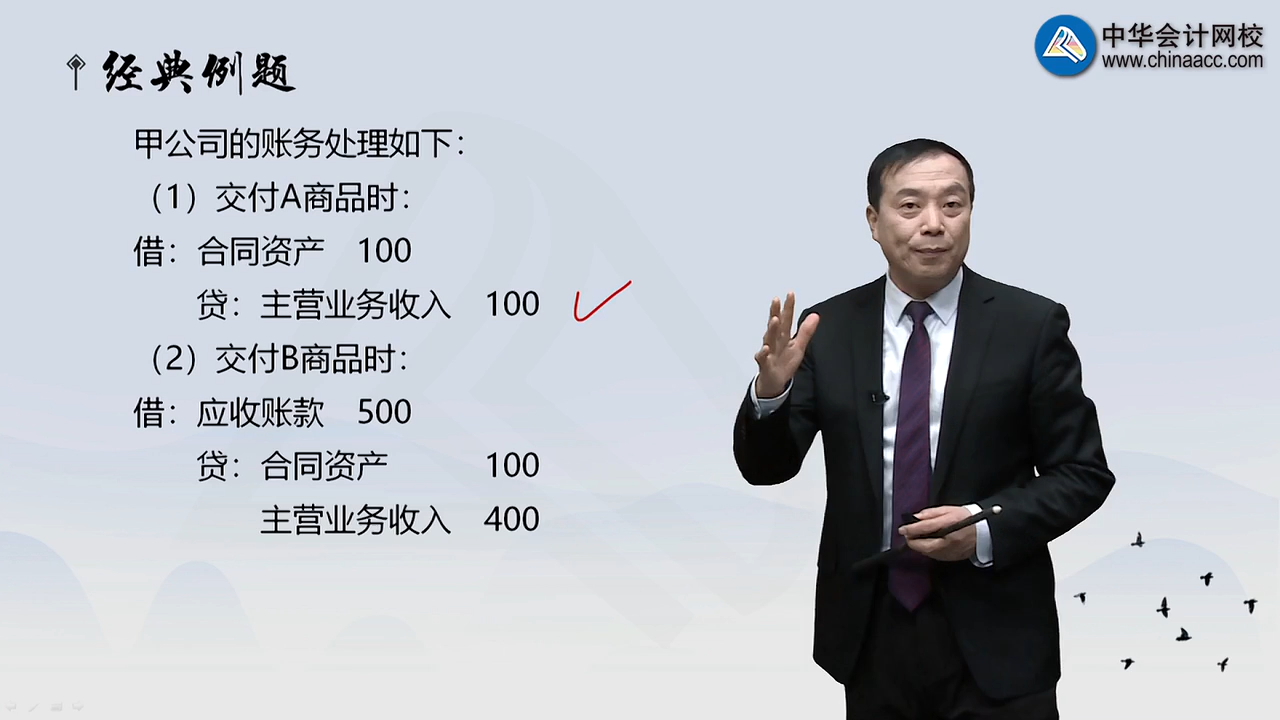 经典例题
中华会计网校
www.chinaacc.com
甲公司的账务处理如下：
（1）交付A商品时：
借：合同资产 100
贷：主营业务收入 100
（2）交付B商品时：
借：应收账款 500
贷：合同资产 100
主营业务收入 400